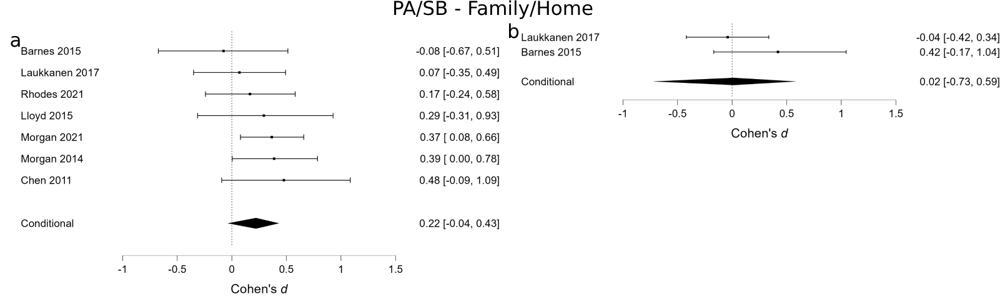 PA/SB - Family/Home
a
Barnes 2015 -0.08 [-0.67, 0.51]
Laukkanen 2017 0.07 [-0.35, 0.49]
Rhodes 2021 0.17 [-0.24, 0.58]
Lloyd 2015 0.29 [-0.31, 0.93]
Morgan 2021 0.37 [ 0.08, 0.66]
Morgan 2014 0.39 [ 0.00, 0.78]
Chen 2011 0.48 [-0.09, 1.09]
Conditional 0.22 [-0.04, 0.43]
-1 -0.5 0 0.5 1 1.5
Cohen's d
b
Laukkanen 2017 -0.04 [-0.42, 0.34]
Barnes 2015 0.42 [-0.17, 1.04]
Conditional 0.02 [-0.73, 0.59]
-1 -0.5 0 0.5 1 1.5
Cohen's d